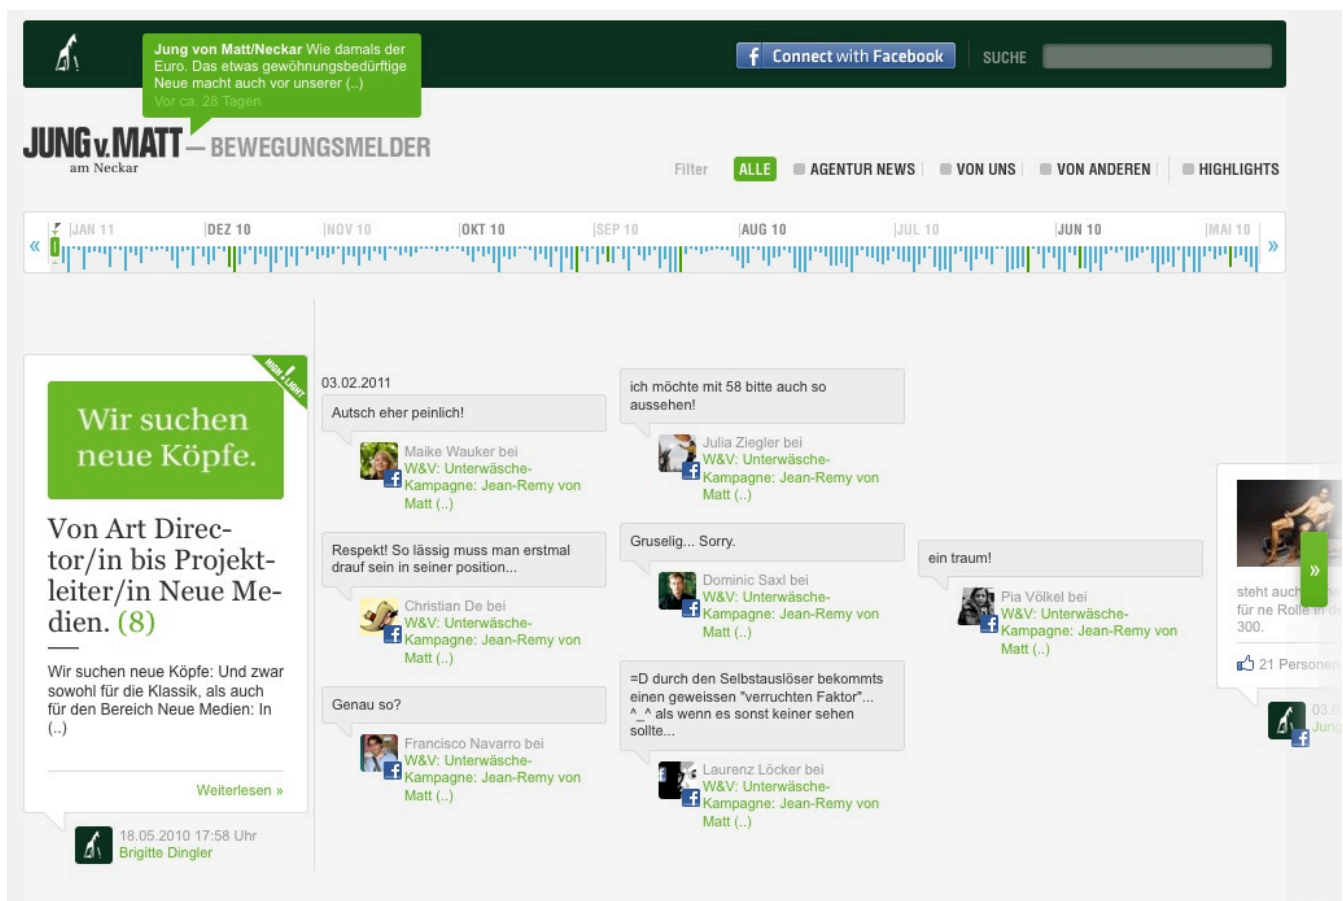 Jung von Matt/Neckar Wie damals der
Euro. Das etwas gewöhnungsbedürftige
Neue macht auch vor unserer (..)
Vor ca. 28 Tagen
f Connect with Facebook
SUCHE
JUNG v. MATT
am Neckar
— BEWEGUNGSMELDER
Filter ALLE AGENTUR NEWS VON UNS VON ANDEREN HIGHLIGHTS
« JAN 11 DEZ 10 NOV 10 OKT 10 SEP 10 AUG 10 JUL 10 JUN 10 MAI 10 »
HIGH!LIGHT
Wir suchen
neue Köpfe.
Von Art Direc-
tor/in bis Projekt-
leiter/in Neue Me-
dien. (8)
Wir suchen neue Köpfe: Und zwar
sowohl für die Klassik, als auch
für den Bereich Neue Medien: In
(..)
Weiterlesen »
18.05.2010 17:58 Uhr
Brigitte Dingler
03.02.2011
Autsch eher peinlich!
Maike Wauker bei
W&V: Unterwäsche-
Kampagne: Jean-Remy von
Matt (..)
Respekt! So lässig muss man erstmal
drauf sein in seiner position...
Christian De bei
W&V: Unterwäsche-
Kampagne: Jean-Remy von
Matt (..)
Genau so?
Francisco Navarro bei
W&V: Unterwäsche-
Kampagne: Jean-Remy von
Matt (..)
ich möchte mit 58 bitte auch so
aussehen!
Julia Ziegler bei
W&V: Unterwäsche-
Kampagne: Jean-Remy von
Matt (..)
Gruselig... Sorry.
Dominic Saxl bei
W&V: Unterwäsche-
Kampagne: Jean-Remy von
Matt (..)
=D durch den Selbstauslöser bekommts
einen geweissen "verruchten Faktor"...
^_^ als wenn es sonst keiner sehen
sollte...
Laurenz Löcker bei
W&V: Unterwäsche-
Kampagne: Jean-Remy von
Matt (..)
ein traum!
Pia Völkel bei
W&V: Unterwäsche-
Kampagne: Jean-Remy von
Matt (..)
»
steht auch
für ne Rolle in
300.
21 Personen
03.0
Jung